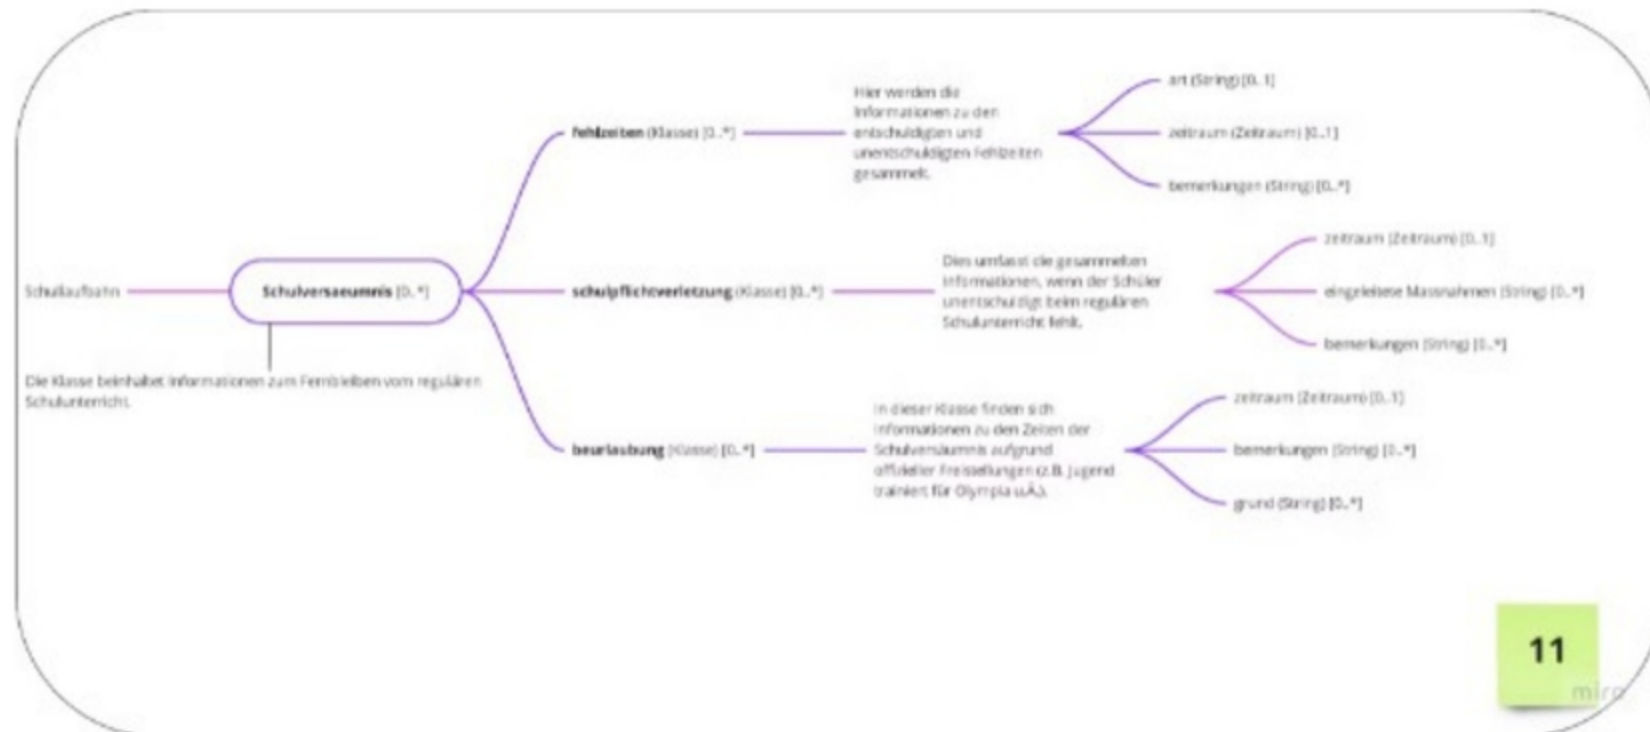 Schullaufbahn
Schulversaeumnis [0..*]
Die Klasse beinhaltet Informationen zum Fernbleiben vom regulären
Schulunterricht.
fehlzeiten (Klasse) [0..*]
Hier werden die
Informationen zu den
entschuldigten und
unentschuldigten Fehlzeiten
gesammelt.
art (String) [0..1]
zeitraum (Zeitraum) [0..1]
bemerkungen (String) [0..*]
schulpflichtverletzung (Klasse) [0..*]
Dies umfasst die gesammelten
Informationen, wenn der Schüler
unentschuldigt beim regulären
Schulunterricht fehlt.
zeitraum (Zeitraum) [0..1]
eingeleitete Massnahmen (String) [0..*]
bemerkungen (String) [0..*]
beurlaubung (Klasse) [0..*]
In dieser Klasse finden sich
Informationen zu den Zeiten der
Schulversäumnis aufgrund
offizieller Freistellungen (z.B. Jugend
trainiert für Olympia u.Ä.).
zeitraum (Zeitraum) [0..1]
bemerkungen (String) [0..*]
grund (String) [0..*]
11
miro